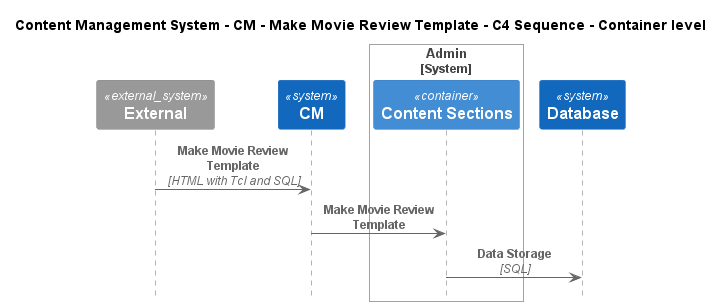 Content Management System - CM - Make Movie Review Template - C4 Sequence - Container level
Admin
[System]
«external_system»
External
«system»
CM
«container»
Content Sections
«system»
Database
Make Movie Review
Template
[HTML with Tcl and SQL]
Make Movie Review
Template
Data Storage
[SQL]